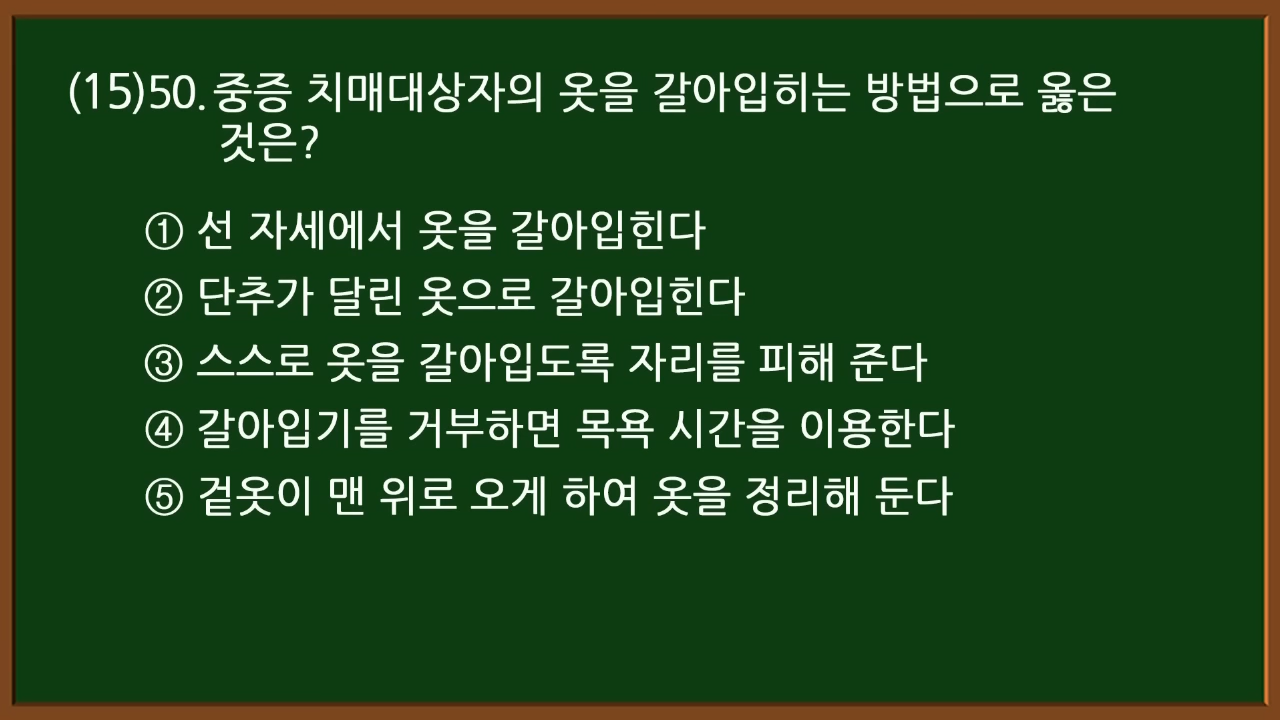 (15)50. 중증 치매대상자의 옷을 갈아입히는 방법으로 옳은
것은?
① 선 자세에서 옷을 갈아입힌다
② 단추가 달린 옷으로 갈아입힌다
③ 스스로 옷을 갈아입도록 자리를 피해 준다
④ 갈아입기를 거부하면 목욕 시간을 이용한다
⑤ 겉옷이 맨 위로 오게 하여 옷을 정리해 둔다